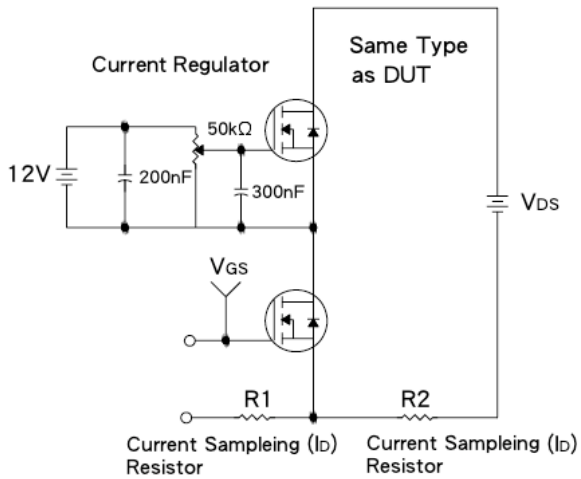 Current Regulator
Same Type
as DUT
50kΩ
12V
200nF
300nF
VDS
VGS
R1
R2
Current Sampleing (ID)
Resistor
Current Sampleing (ID)
Resistor